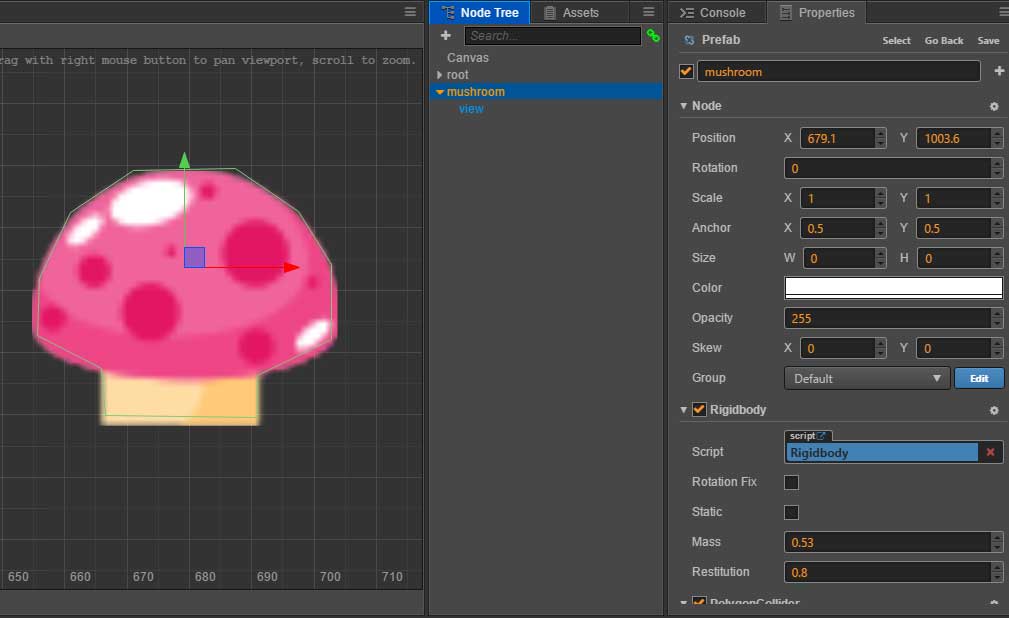 rag with right mouse button to pan viewport, scroll to zoom.
650 660 670 680 690 700 710
Node Tree Assets
Search...
Canvas
root
mushroom
view
Console Properties
Prefab Select Go Back Save
mushroom
Node
Position X 679.1 Y 1003.6
Rotation 0
Scale X 1 Y 1
Anchor X 0.5 Y 0.5
Size W 0 H 0
Color
Opacity 255
Skew X 0 Y 0
Group Default Edit
Rigidbody
script
Script Rigidbody
Rotation Fix
Static
Mass 0.53
Restitution 0.8
PolygonCollider